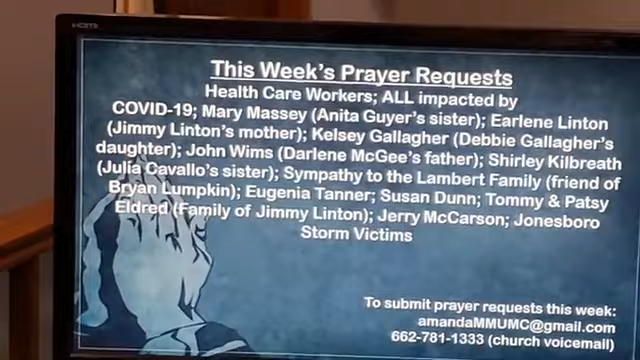 HDMI
This Week's Prayer Requests
Health Care Workers; ALL impacted by
COVID-19; Mary Massey (Anita Guyer's sister); Earlene Linton
(Jimmy Linton's mother); Kelsey Gallagher (Debbie Gallagher's
daughter); John Wims (Darlene McGee's father); Shirley Kilbreath
(Julia Cavallo's sister); Sympathy to the Lambert Family (friend of
Bryan Lumpkin); Eugenia Tanner; Susan Dunn; Tommy & Patsy
Eldred (Family of Jimmy Linton); Jerry McCarson; Jonesboro
Storm Victims
To submit prayer requests this week:
amandaMMUMC@gmail.com
662-781-1333 (church voicemail)